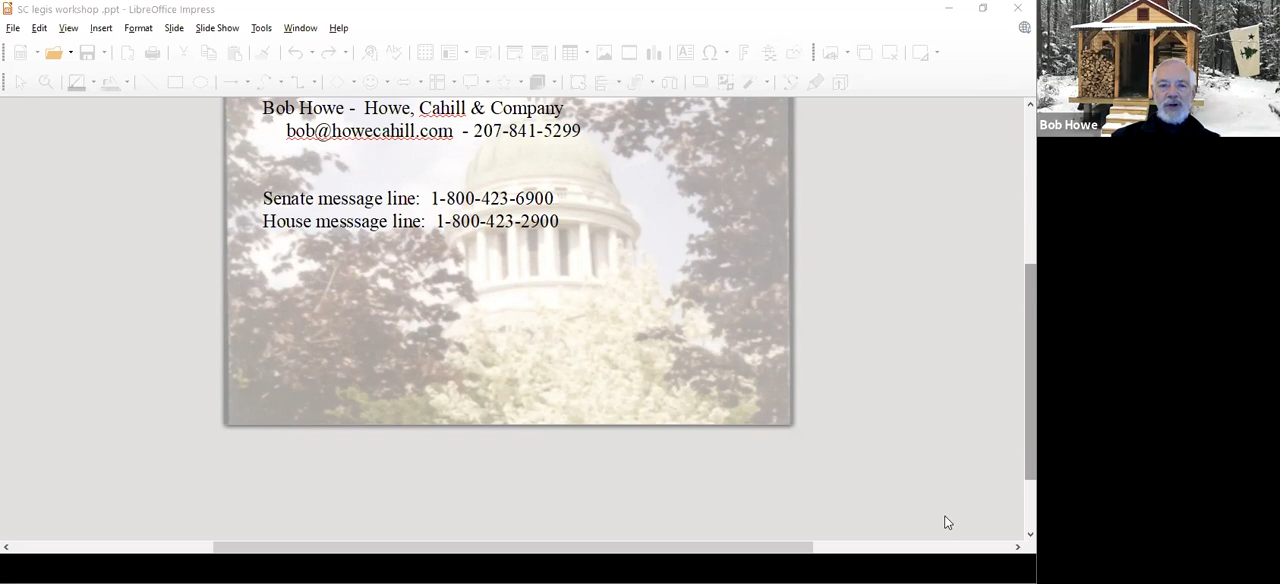 SC legis workshop .ppt - LibreOffice Impress
File Edit View Insert Format Slide Slide Show Tools Window Help
Bob Howe - Howe, Cahill & Company
bob@howecahill.com - 207-841-5299
Senate message line: 1-800-423-6900
House messsage line: 1-800-423-2900
Bob Howe